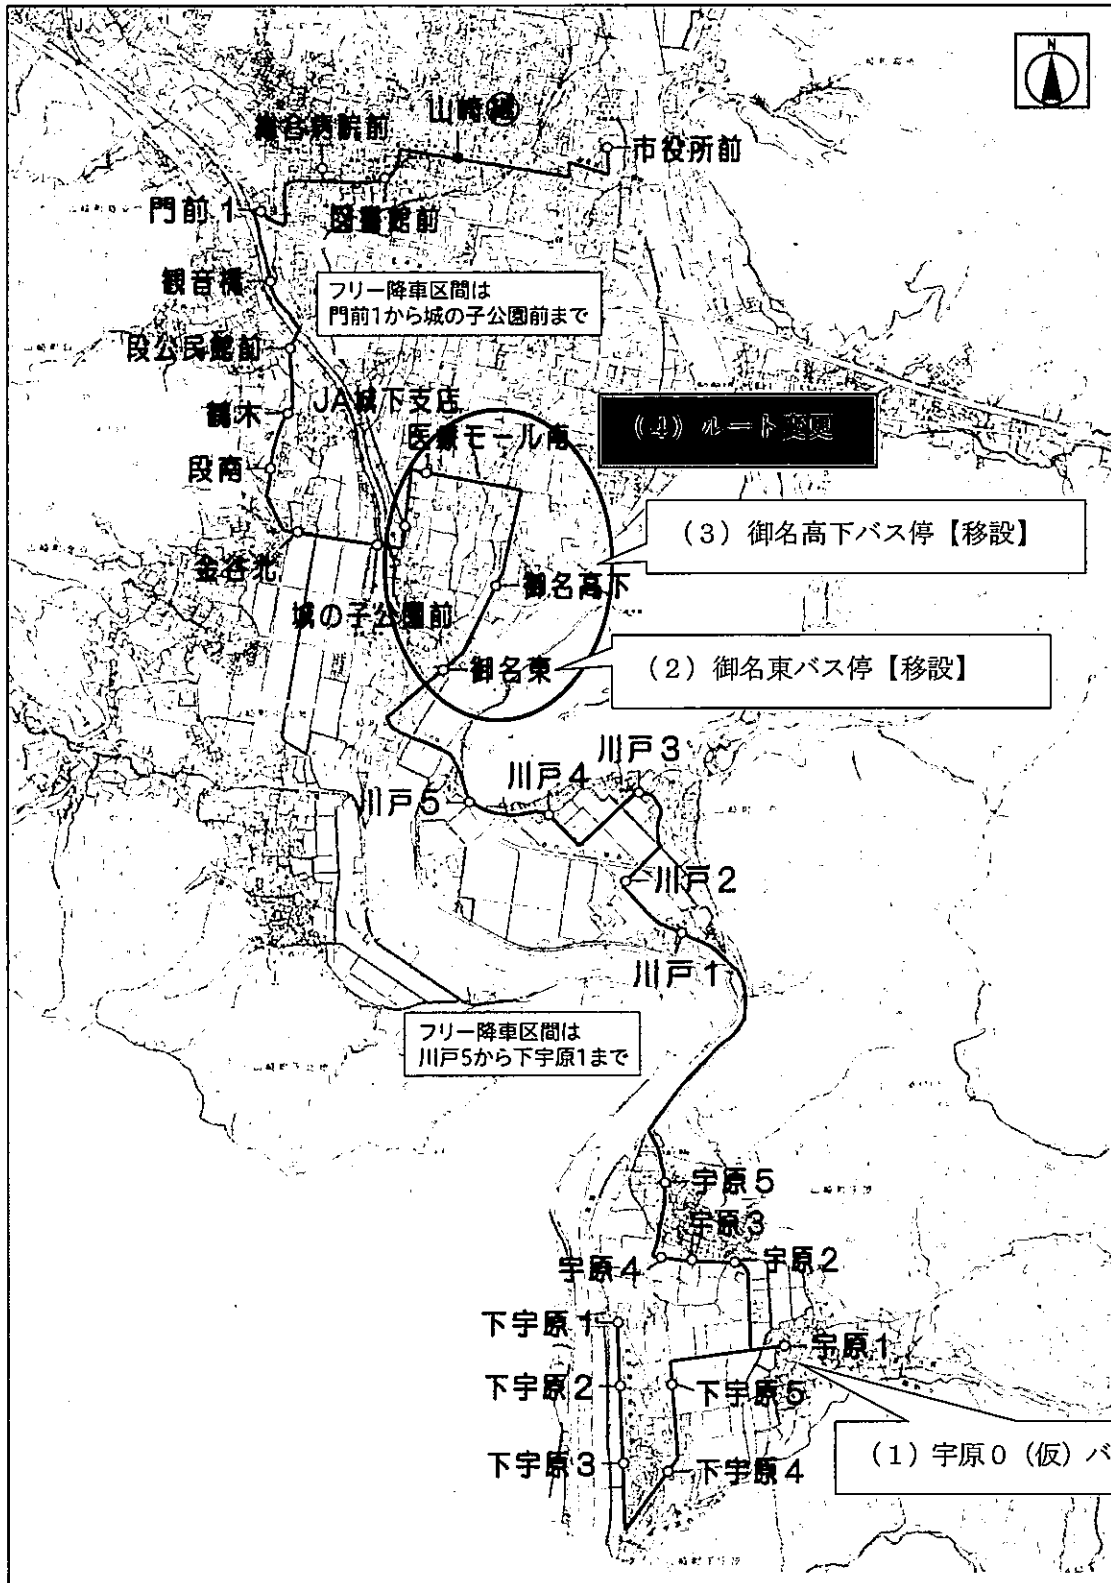 N
山崎
市役所前
総合病院前
門前1
図書館前
観音橋
フリー降車区間は
門前1から城の子公園前まで
段公民館前
鶴木
JA城下支店
(4) ルート変更
医療モール南
段南
(3) 御名高下バス停【移設】
金谷北
御名高下
城の子公園前
(2) 御名東バス停【移設】
御名東
川戸3
川戸4
川戸5
川戸2
川戸1
フリー降車区間は
川戸5から下宇原1まで
宇原5
宇原3
宇原4
宇原2
下宇原1
宇原1
下宇原2
下宇原5
(1) 宇原0 (仮) バ
下宇原3
下宇原4